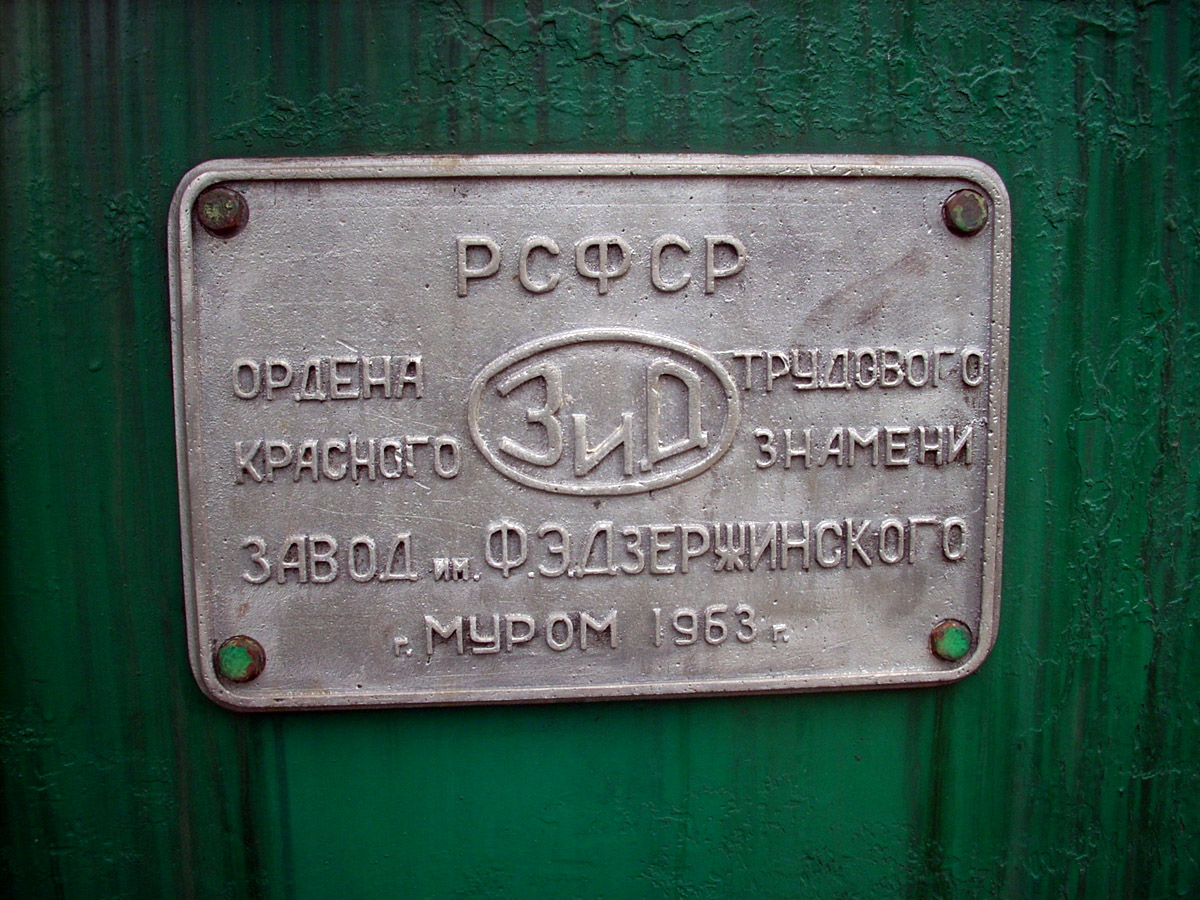 РСФСР
ОРДЕНА ЗиД ТРУДОВОГО
КРАСНОГО ЗНАМЕНИ
ЗАВОД им. Ф.Э.ДЗЕРЖИНСКОГО
г. МУРОМ 1963 г.